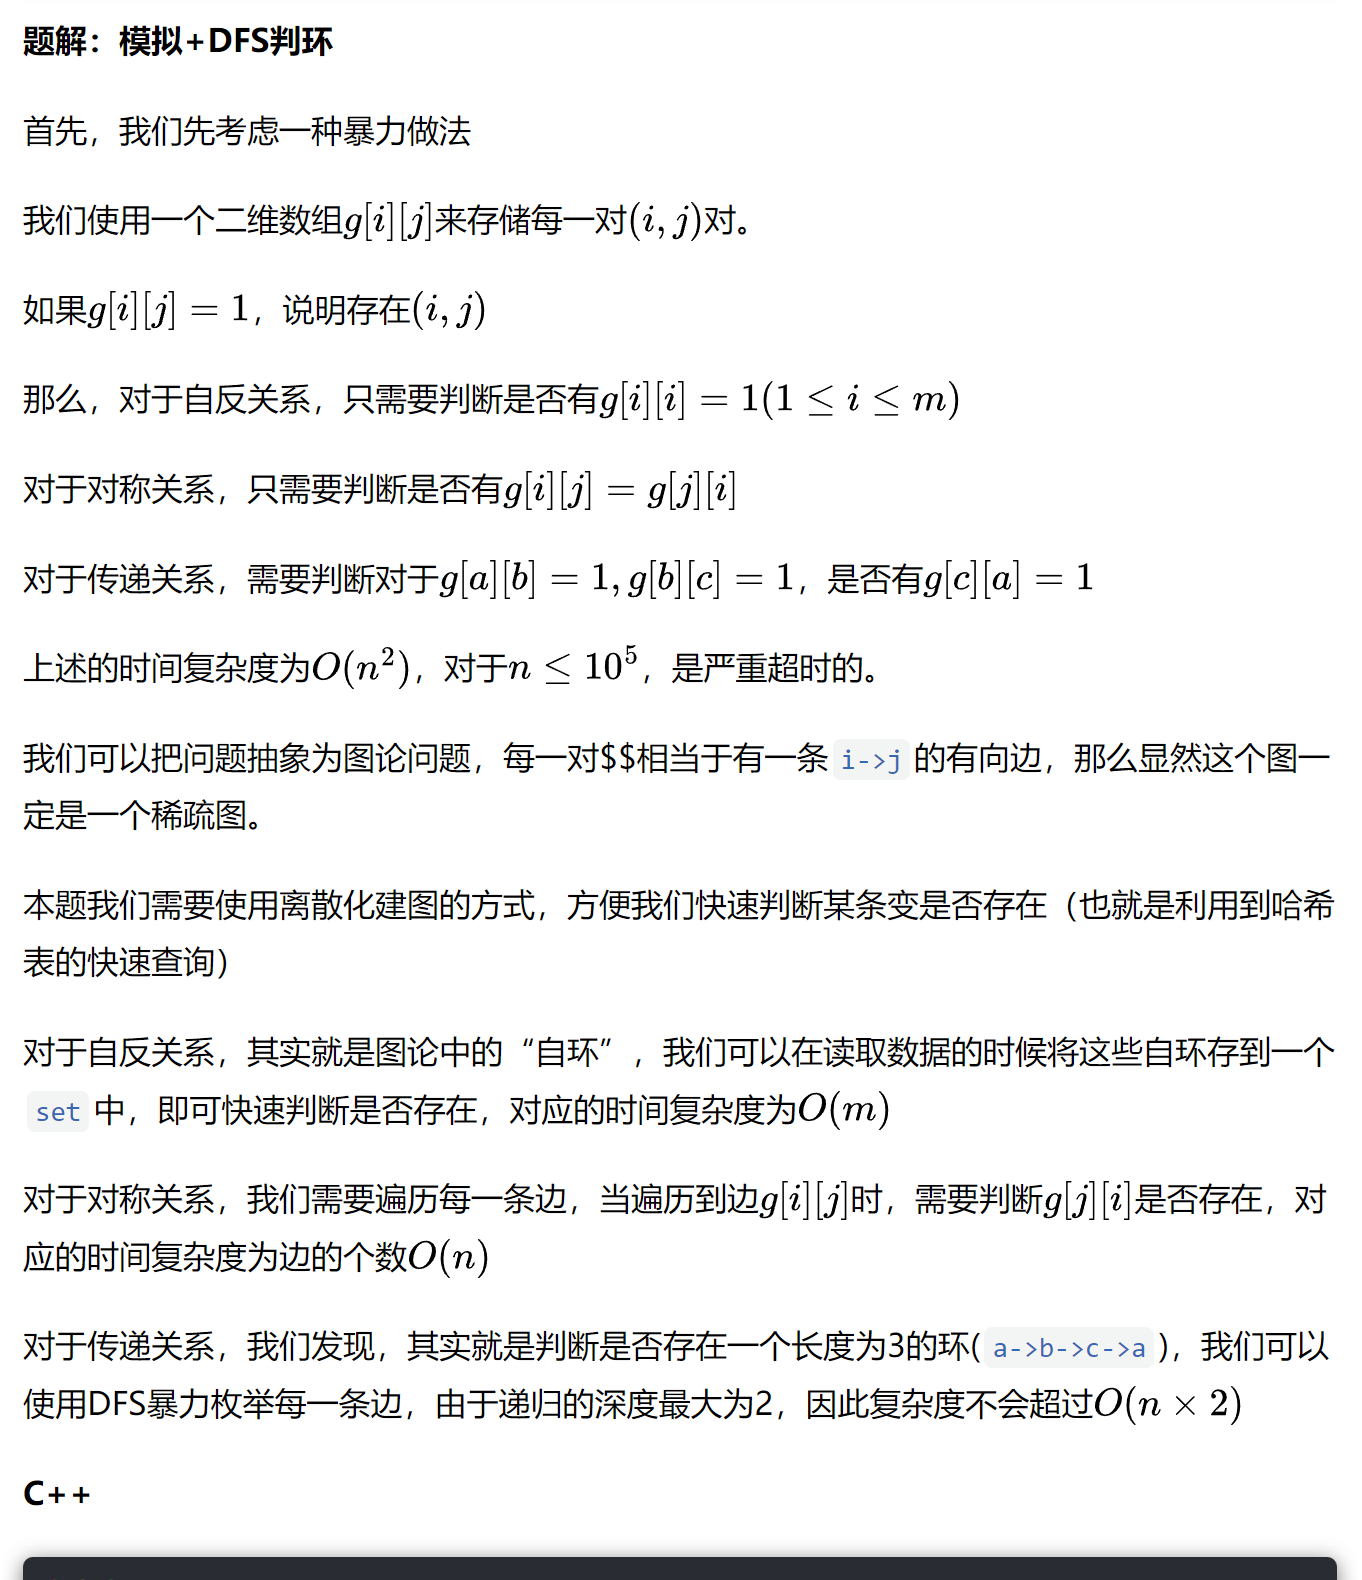 题解：模拟+DFS判环
首先，我们先考虑一种暴力做法
我们使用一个二维数组g[i][j]来存储每一对(i, j)对。
如果g[i][j] = 1，说明存在(i, j)
那么，对于自反关系，只需要判断是否有g[i][i] = 1(1 ≤ i ≤ m)
对于对称关系，只需要判断是否有g[i][j] = g[j][i]
对于传递关系，需要判断对于g[a][b] = 1, g[b][c] = 1，是否有g[c][a] = 1
上述的时间复杂度为O(n²)，对于n ≤ 10⁵，是严重超时的。
我们可以把问题抽象为图论问题，每一对$$相当于有一条 i->j 的有向边，那么显然这个图一
定是一个稀疏图。
本题我们需要使用离散化建图的方式，方便我们快速判断某条变是否存在（也就是利用到哈希
表的快速查询）
对于自反关系，其实就是图论中的“自环”，我们可以在读取数据的时候将这些自环存到一个
set 中，即可快速判断是否存在，对应的时间复杂度为O(m)
对于对称关系，我们需要遍历每一条边，当遍历到边g[i][j]时，需要判断g[j][i]是否存在，对
应的时间复杂度为边的个数O(n)
对于传递关系，我们发现，其实就是判断是否存在一个长度为3的环( a->b->c->a )，我们可以
使用DFS暴力枚举每一条边，由于递归的深度最大为2，因此复杂度不会超过O(n × 2)
C++